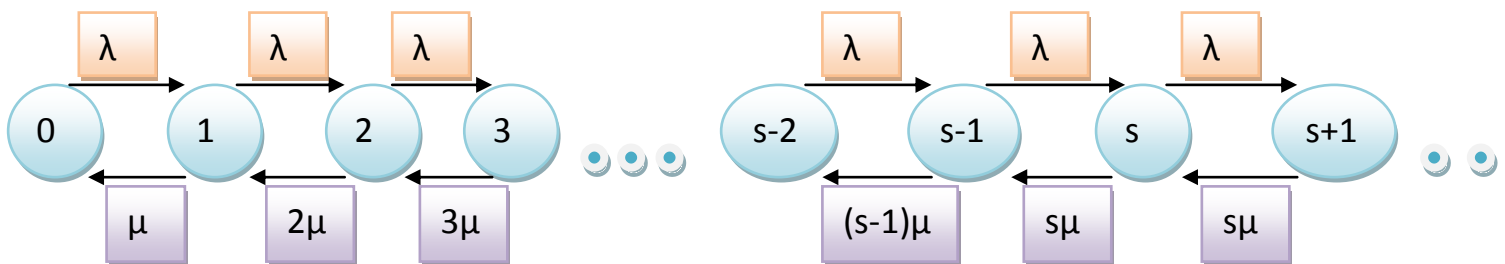 λ λ λ λ λ λ
0 1 2 3 s-2 s-1 s s+1
μ 2μ 3μ (s-1)μ sμ sμ